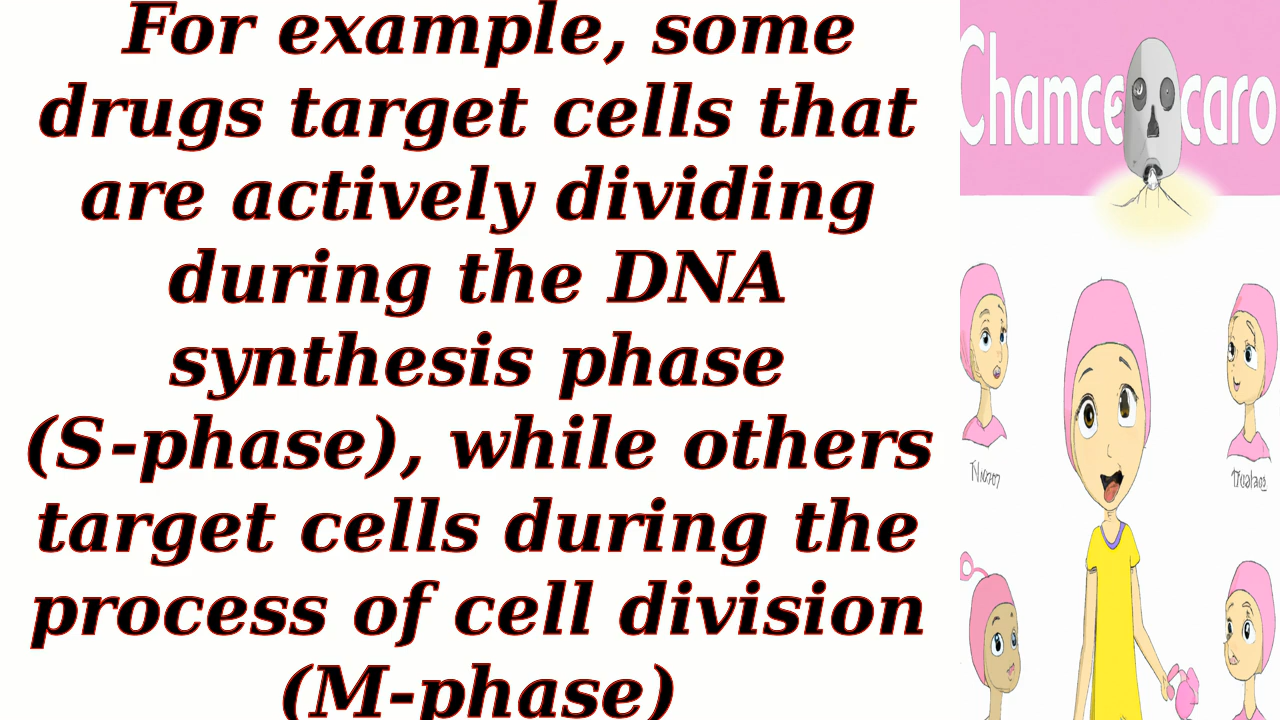 For example, some
drugs target cells that
are actively dividing
during the DNA
synthesis phase
(S-phase), while others
target cells during the
process of cell division
(M-phase)
Chamce caro